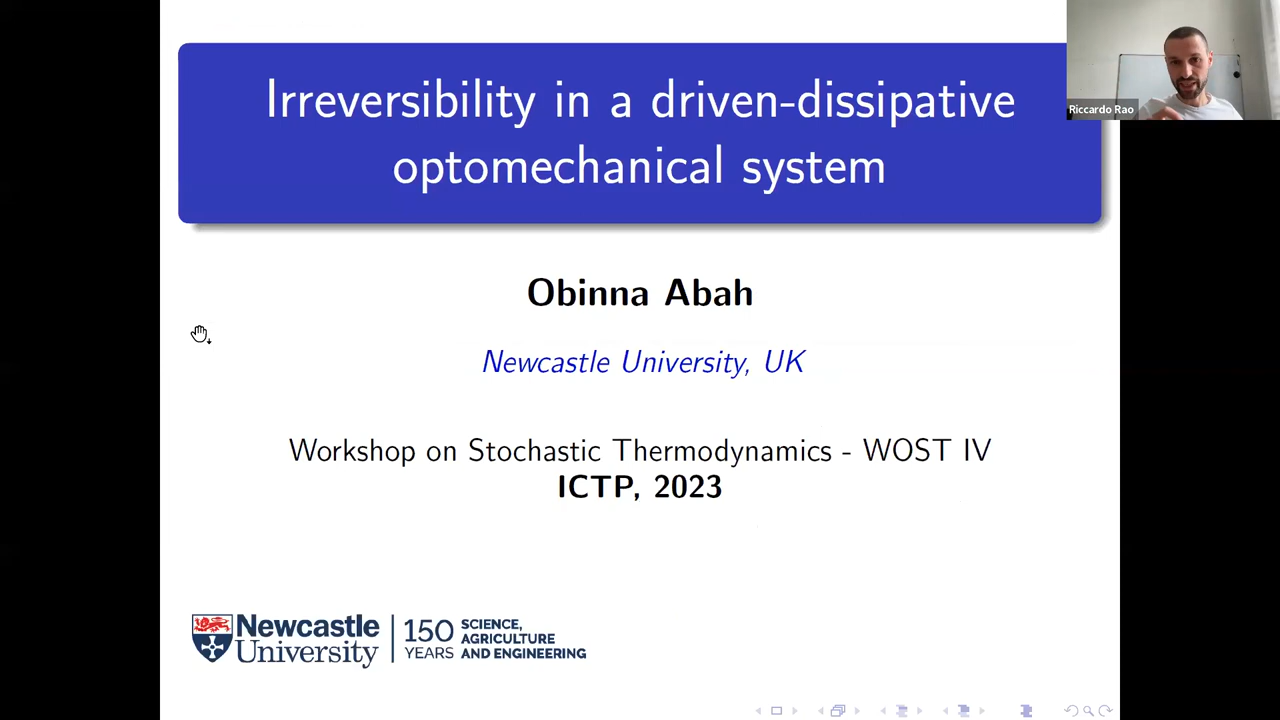 Irreversibility in a driven-dissipative
optomechanical system
Riccardo Rao
Obinna Abah
Newcastle University, UK
Workshop on Stochastic Thermodynamics - WOST IV
ICTP, 2023
Newcastle
University
150
YEARS
SCIENCE,
AGRICULTURE
AND ENGINEERING